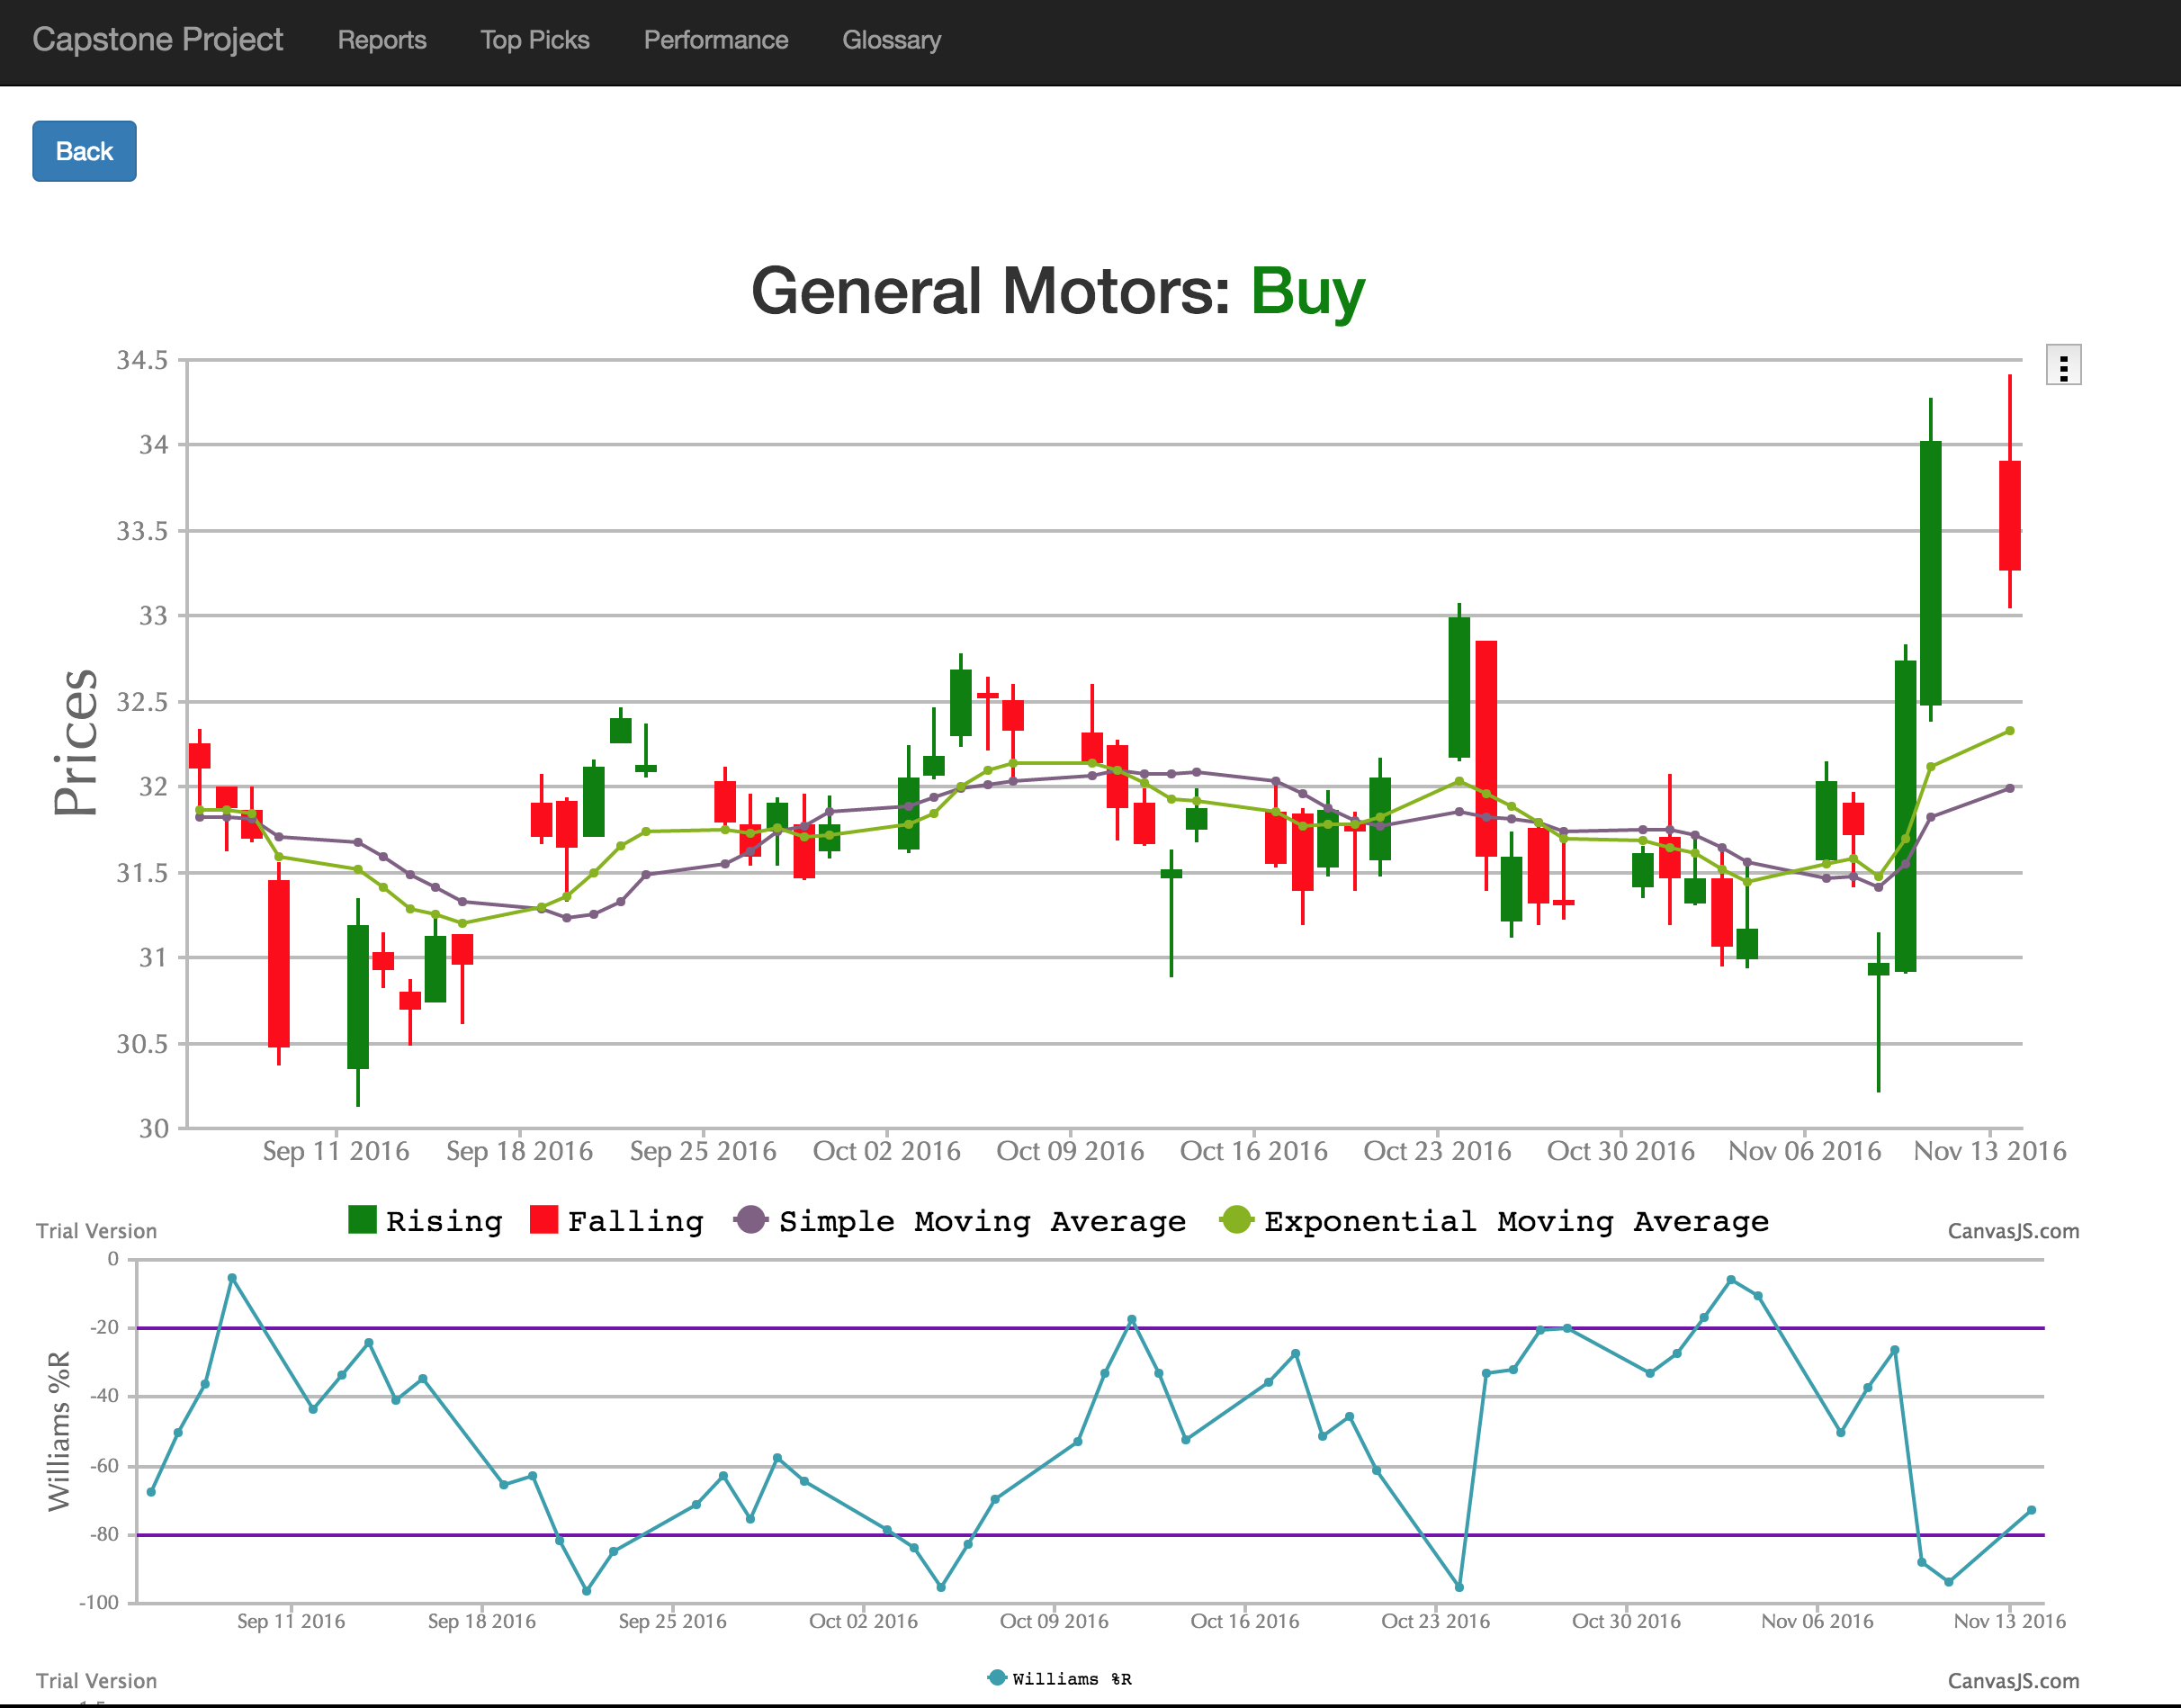 Capstone Project Reports Top Picks Performance Glossary
Back
General Motors: Buy
34.5
34
33.5
33
32.5
32
31.5
31
30.5
30
Prices
Sep 11 2016 Sep 18 2016 Sep 25 2016 Oct 02 2016 Oct 09 2016 Oct 16 2016 Oct 23 2016 Oct 30 2016 Nov 06 2016 Nov 13 2016
Rising Falling Simple Moving Average Exponential Moving Average
Trial Version CanvasJS.com
0
-20
-40
-60
-80
-100
Williams %R
Sep 11 2016 Sep 18 2016 Sep 25 2016 Oct 02 2016 Oct 09 2016 Oct 16 2016 Oct 23 2016 Oct 30 2016 Nov 06 2016 Nov 13 2016
Williams %R
Trial Version CanvasJS.com